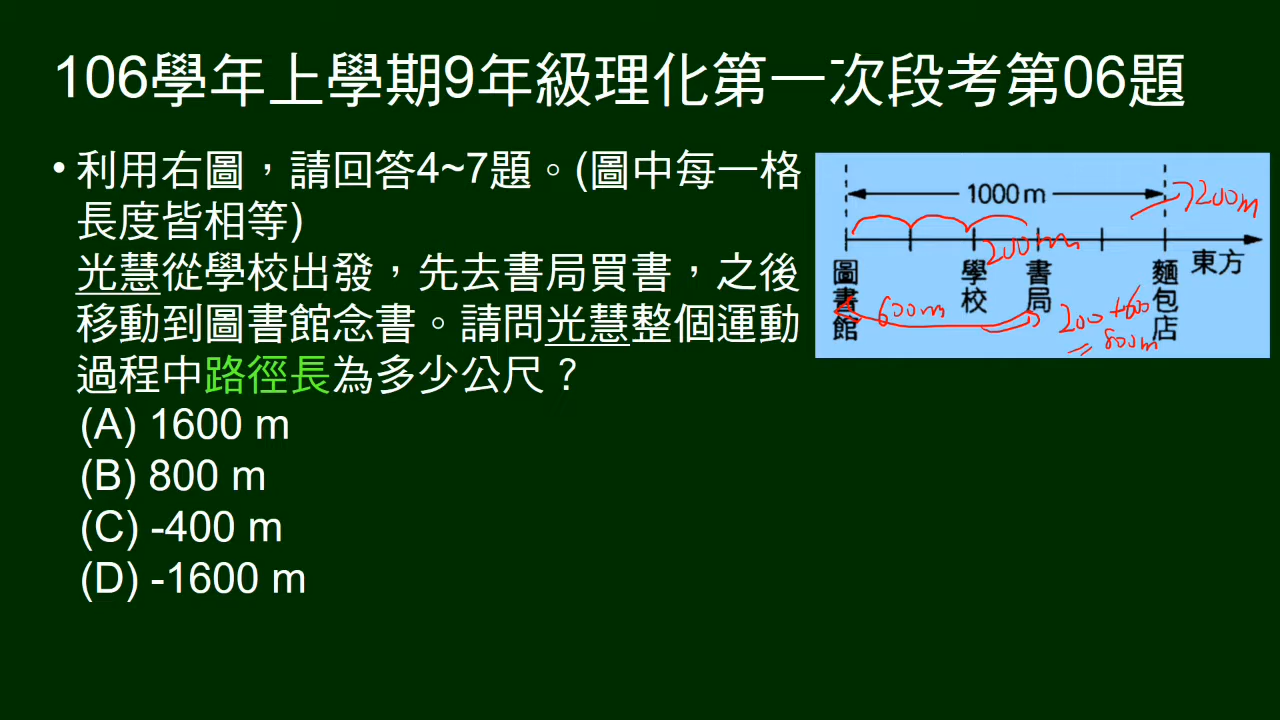 106學年上學期9年級理化第一次段考第06題
• 利用右圖，請回答4~7題。(圖中每一格
長度皆相等)
光慧從學校出發，先去書局買書，之後
移動到圖書館念書。請問光慧整個運動
過程中路徑長為多少公尺？
(A) 1600 m
(B) 800 m
(C) -400 m
(D) -1600 m
1000 m
200m
200m
圖書館
學校
書局
麵包店
東方
600m
200+600
=800m